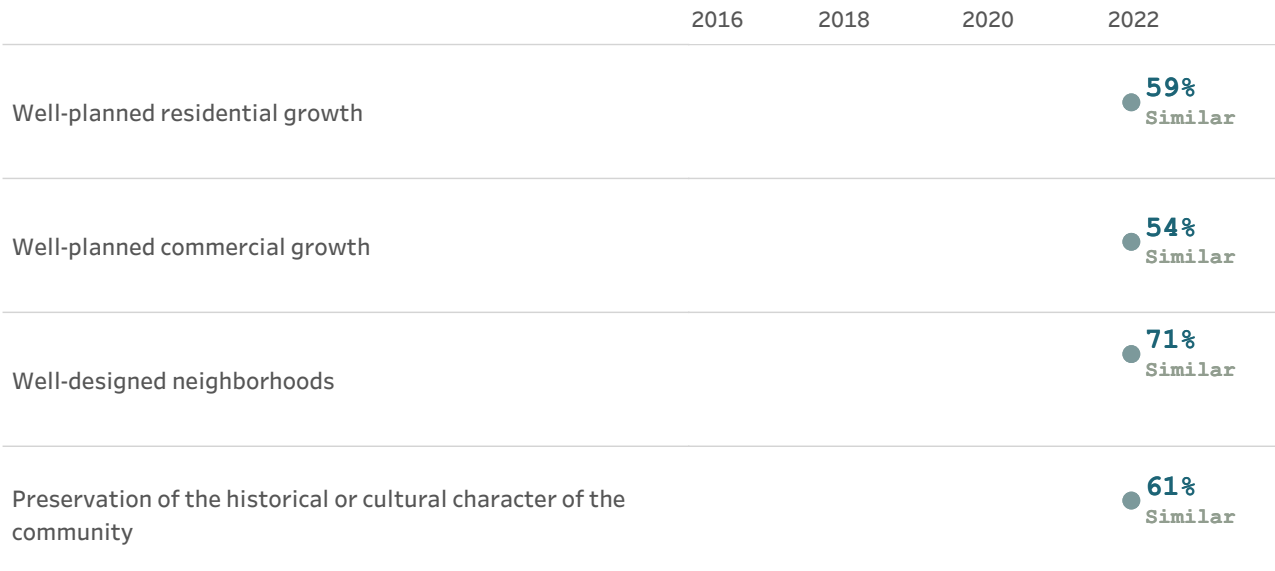 2016 2018 2020 2022
59%
Well-planned residential growth
Similar
54%
Well-planned commercial growth
Similar
71%
Similar
Well-designed neighborhoods
61%
Preservation of the historical or cultural character of the
Similar
community